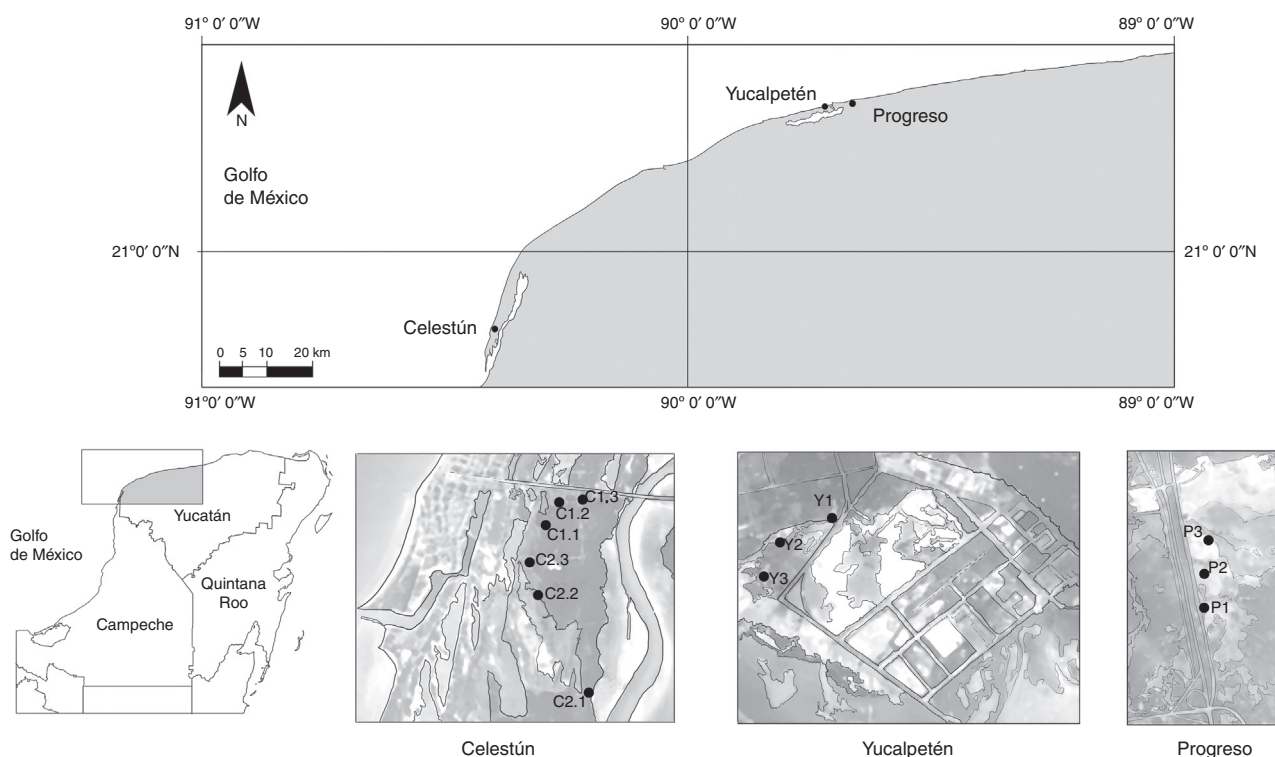 91° 0′ 0″W
90° 0′ 0″W
89° 0′ 0″W
N
Golfo
de México
Yucalpetén
Progreso
21°0′ 0″N
21° 0′ 0″N
Celestún
0 5 10 20 km
91°0′ 0″W
90° 0′ 0″W
89° 0′ 0″W
Golfo
de México
Yucatán
Quintana
Roo
Campeche
C1.3
C1.2
C1.1
C2.3
C2.2
C2.1
Celestún
Y1
Y2
Y3
Yucalpetén
P3
P2
P1
Progreso